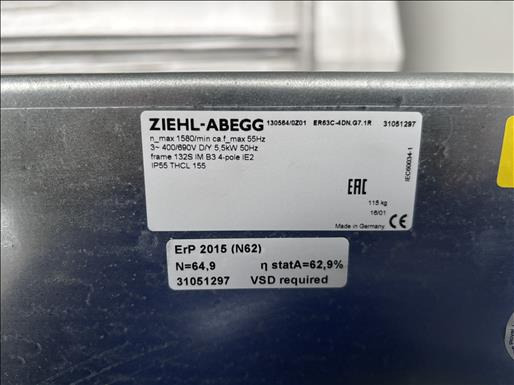 ZIEHL-ABEGG 130564/0Z01 ER63C-4DN.G7.1R 31051297
n_max 1580/min ca f_max 55Hz
3~ 400/690V D/Y 5,5kW 50Hz
frame 132S IM B3 4-pole IE2
IP55 THCL 155
IEC60034-1
EAC
115 kg
16/01
Made in Germany CE
ErP 2015 (N62)
N=64,9 η statA=62,9%
31051297 VSD required